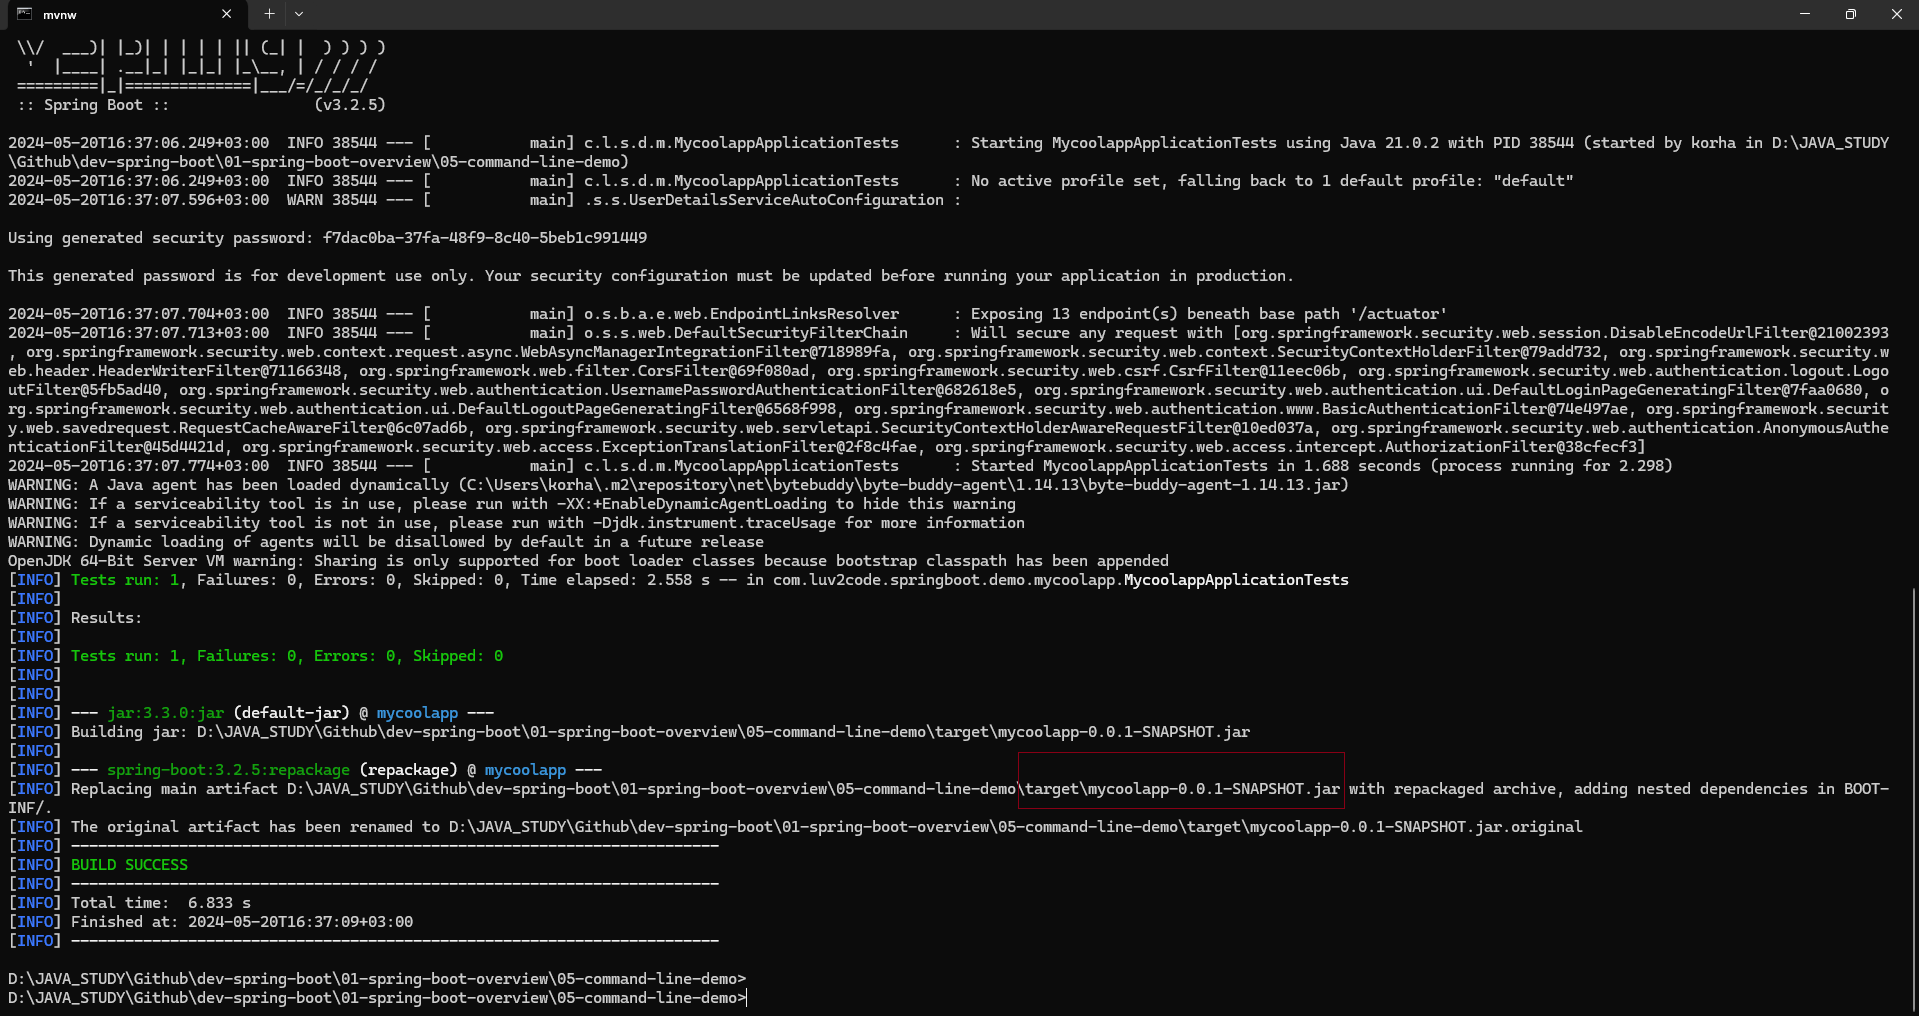 mvnw
 \\/  ___)| |_)| | | | | || (_| |  ) ) ) )
  '  |____| .__|_| |_|_| |_\__, | / / / /
 =========|_|==============|___/=/_/_/_/
 :: Spring Boot ::                (v3.2.5)
2024-05-20T16:37:06.249+03:00  INFO 38544 --- [           main] c.l.s.d.m.MycoolappApplicationTests      : Starting MycoolappApplicationTests using Java 21.0.2 with PID 38544 (started by korha in D:\JAVA_STUDY
\Github\dev-spring-boot\01-spring-boot-overview\05-command-line-demo)
2024-05-20T16:37:06.249+03:00  INFO 38544 --- [           main] c.l.s.d.m.MycoolappApplicationTests      : No active profile set, falling back to 1 default profile: "default"
2024-05-20T16:37:07.596+03:00  WARN 38544 --- [           main] .s.s.UserDetailsServiceAutoConfiguration :
Using generated security password: f7dac0ba-37fa-48f9-8c40-5beb1c991449
This generated password is for development use only. Your security configuration must be updated before running your application in production.
2024-05-20T16:37:07.704+03:00  INFO 38544 --- [           main] o.s.b.a.e.web.EndpointLinksResolver      : Exposing 13 endpoint(s) beneath base path '/actuator'
2024-05-20T16:37:07.713+03:00  INFO 38544 --- [           main] o.s.s.web.DefaultSecurityFilterChain     : Will secure any request with [org.springframework.security.web.session.DisableEncodeUrlFilter@21002393
, org.springframework.security.web.context.request.async.WebAsyncManagerIntegrationFilter@718989fa, org.springframework.security.web.context.SecurityContextHolderFilter@79add732, org.springframework.security.w
eb.header.HeaderWriterFilter@71166348, org.springframework.web.filter.CorsFilter@69f080ad, org.springframework.security.web.csrf.CsrfFilter@11eec06b, org.springframework.security.web.authentication.logout.Logo
utFilter@5fb5ad40, org.springframework.security.web.authentication.UsernamePasswordAuthenticationFilter@682618e5, org.springframework.security.web.authentication.ui.DefaultLoginPageGeneratingFilter@7faa0680, o
rg.springframework.security.web.authentication.ui.DefaultLogoutPageGeneratingFilter@6568f998, org.springframework.security.web.authentication.www.BasicAuthenticationFilter@74e497ae, org.springframework.securit
y.web.savedrequest.RequestCacheAwareFilter@6c07ad6b, org.springframework.security.web.servletapi.SecurityContextHolderAwareRequestFilter@10ed037a, org.springframework.security.web.authentication.AnonymousAuthe
nticationFilter@45d4421d, org.springframework.security.web.access.ExceptionTranslationFilter@2f8c4fae, org.springframework.security.web.access.intercept.AuthorizationFilter@38cfecf3]
2024-05-20T16:37:07.774+03:00  INFO 38544 --- [           main] c.l.s.d.m.MycoolappApplicationTests      : Started MycoolappApplicationTests in 1.688 seconds (process running for 2.298)
WARNING: A Java agent has been loaded dynamically (C:\Users\korha\.m2\repository\net\bytebuddy\byte-buddy-agent\1.14.13\byte-buddy-agent-1.14.13.jar)
WARNING: If a serviceability tool is in use, please run with -XX:+EnableDynamicAgentLoading to hide this warning
WARNING: If a serviceability tool is not in use, please run with -Djdk.instrument.traceUsage for more information
WARNING: Dynamic loading of agents will be disallowed by default in a future release
OpenJDK 64-Bit Server VM warning: Sharing is only supported for boot loader classes because bootstrap classpath has been appended
[INFO] Tests run: 1, Failures: 0, Errors: 0, Skipped: 0, Time elapsed: 2.558 s -- in com.luv2code.springboot.demo.mycoolapp.MycoolappApplicationTests
[INFO]
[INFO] Results:
[INFO]
[INFO] Tests run: 1, Failures: 0, Errors: 0, Skipped: 0
[INFO]
[INFO]
[INFO] --- jar:3.3.0:jar (default-jar) @ mycoolapp ---
[INFO] Building jar: D:\JAVA_STUDY\Github\dev-spring-boot\01-spring-boot-overview\05-command-line-demo\target\mycoolapp-0.0.1-SNAPSHOT.jar
[INFO]
[INFO] --- spring-boot:3.2.5:repackage (repackage) @ mycoolapp ---
[INFO] Replacing main artifact D:\JAVA_STUDY\Github\dev-spring-boot\01-spring-boot-overview\05-command-line-demo\target\mycoolapp-0.0.1-SNAPSHOT.jar with repackaged archive, adding nested dependencies in BOOT-
INF/.
[INFO] The original artifact has been renamed to D:\JAVA_STUDY\Github\dev-spring-boot\01-spring-boot-overview\05-command-line-demo\target\mycoolapp-0.0.1-SNAPSHOT.jar.original
[INFO] ------------------------------------------------------------------------
[INFO] BUILD SUCCESS
[INFO] ------------------------------------------------------------------------
[INFO] Total time:  6.833 s
[INFO] Finished at: 2024-05-20T16:37:09+03:00
[INFO] ------------------------------------------------------------------------
D:\JAVA_STUDY\Github\dev-spring-boot\01-spring-boot-overview\05-command-line-demo>
D:\JAVA_STUDY\Github\dev-spring-boot\01-spring-boot-overview\05-command-line-demo>